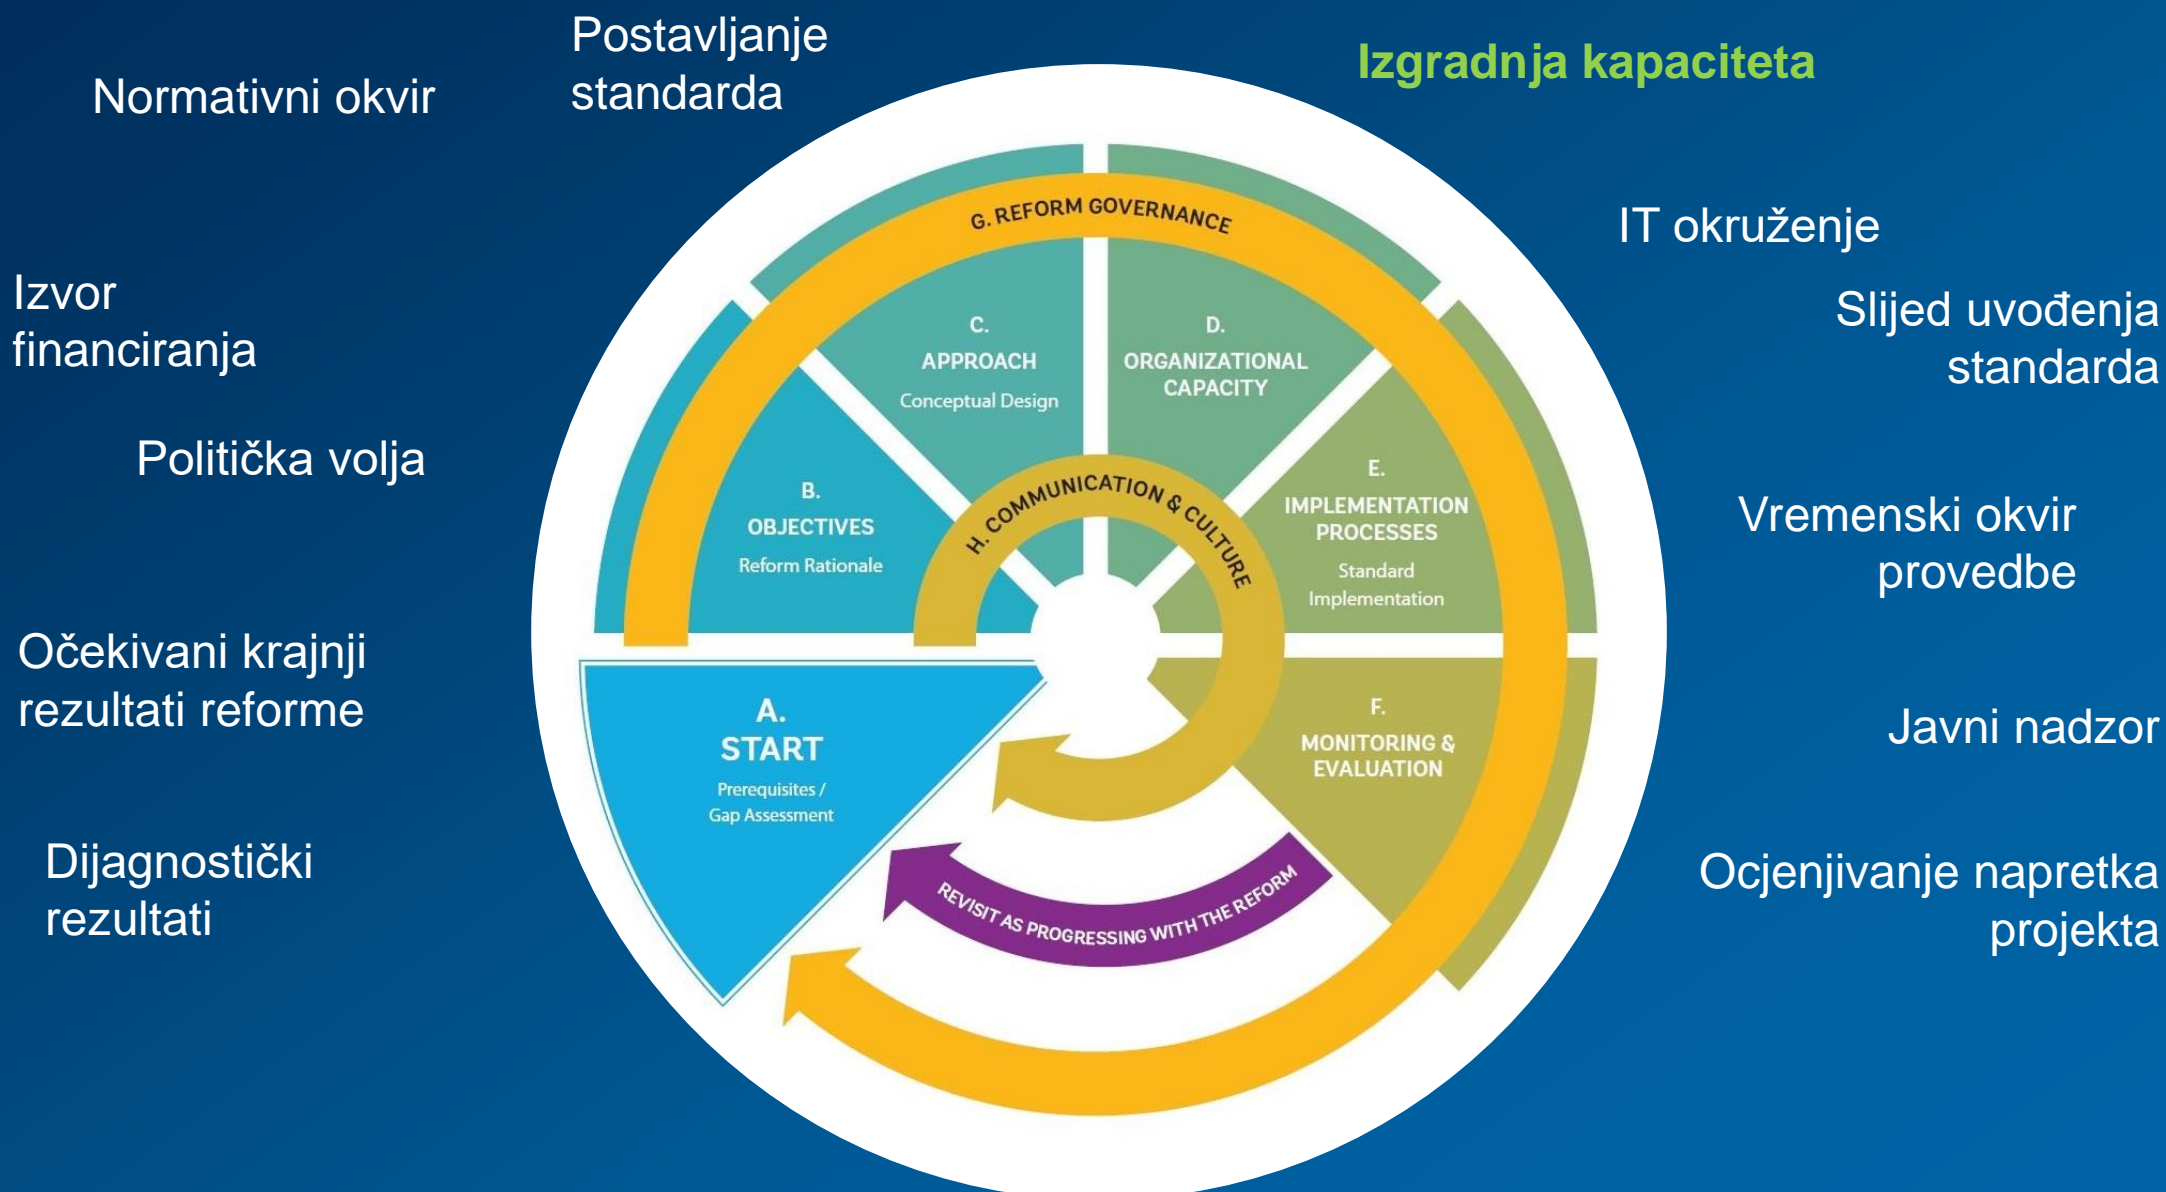 Postavljanje
standarda
Izgradnja kapaciteta
Normativni okvir
IT okruženje
Izvor
financiranja
Slijed uvođenja
standarda
Politička volja
Vremenski okvir
provedbe
Očekivani krajnji
rezultati reforme
Javni nadzor
Dijagnostički
rezultati
Ocjenjivanje napretka
projekta
G. REFORM GOVERNANCE
C.
APPROACH
Conceptual Design
D.
ORGANIZATIONAL
CAPACITY
B.
OBJECTIVES
Reform Rationale
H. COMMUNICATION & CULTURE
E.
IMPLEMENTATION
PROCESSES
Standard
Implementation
A.
START
Prerequisites /
Gap Assessment
F.
MONITORING &
EVALUATION
REVISIT AS PROGRESSING WITH THE REFORM